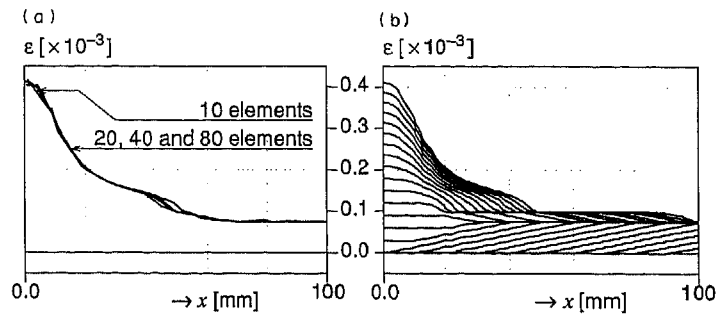 (a)
ε [×10⁻³]
10 elements
20, 40 and 80 elements
0.0
→ x [mm]
100
(b)
ε [×10⁻³]
0.4
0.3
0.2
0.1
0.0
0.0
→ x [mm]
100